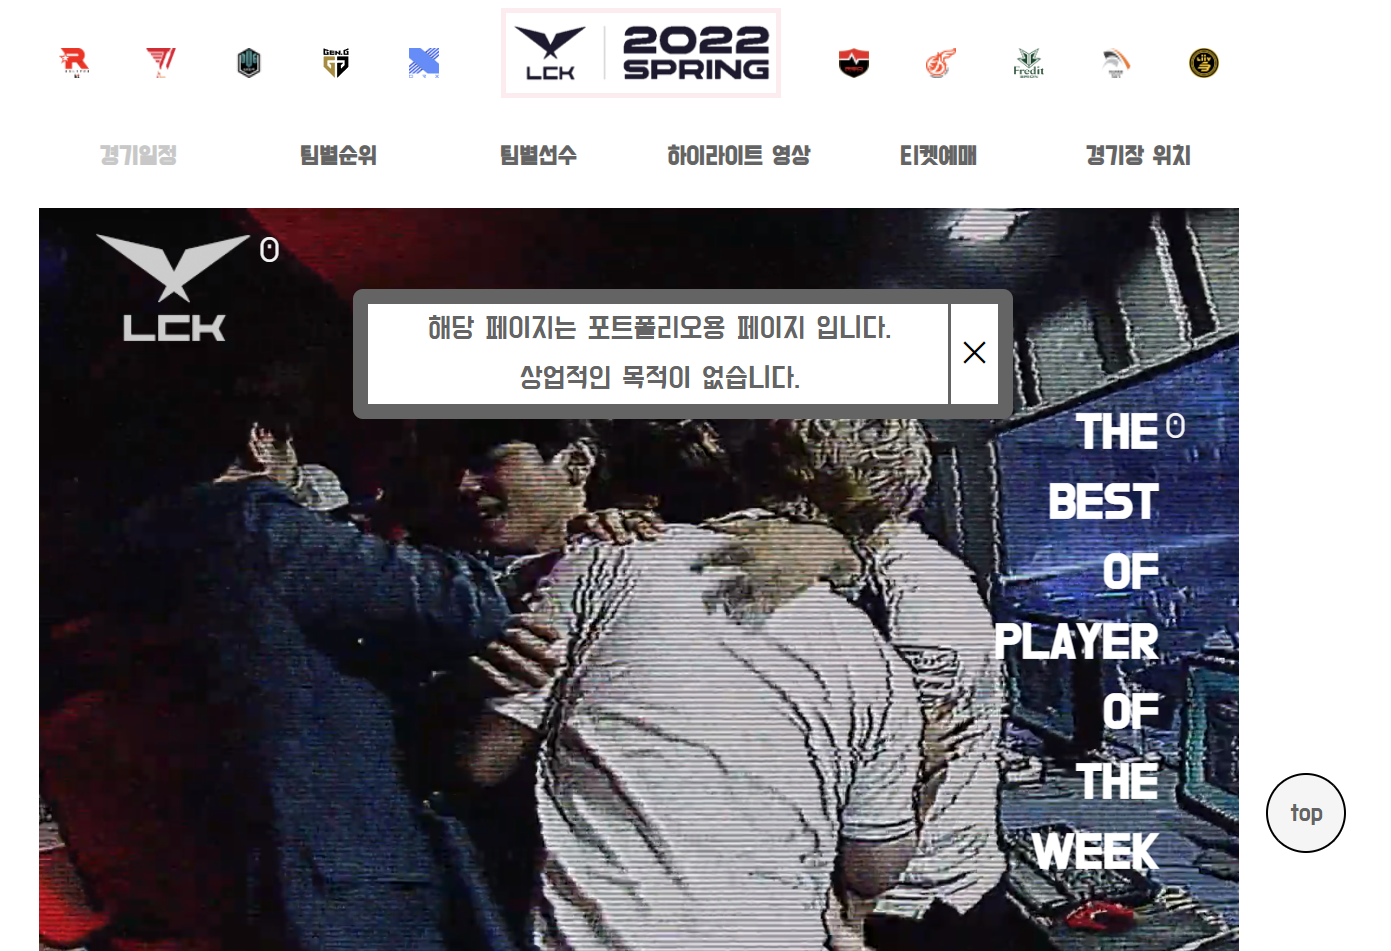 GEN.G
LCK
2022
SPRING
Fredit
경기일정
팀별순위
팀별선수
하이라이트 영상
티켓예매
경기장 위치
LCK
0
해당 페이지는 포트폴리오용 페이지 입니다.
상업적인 목적이 없습니다.
THE
0
BEST
OF
PLAYER
OF
THE
WEEK
top